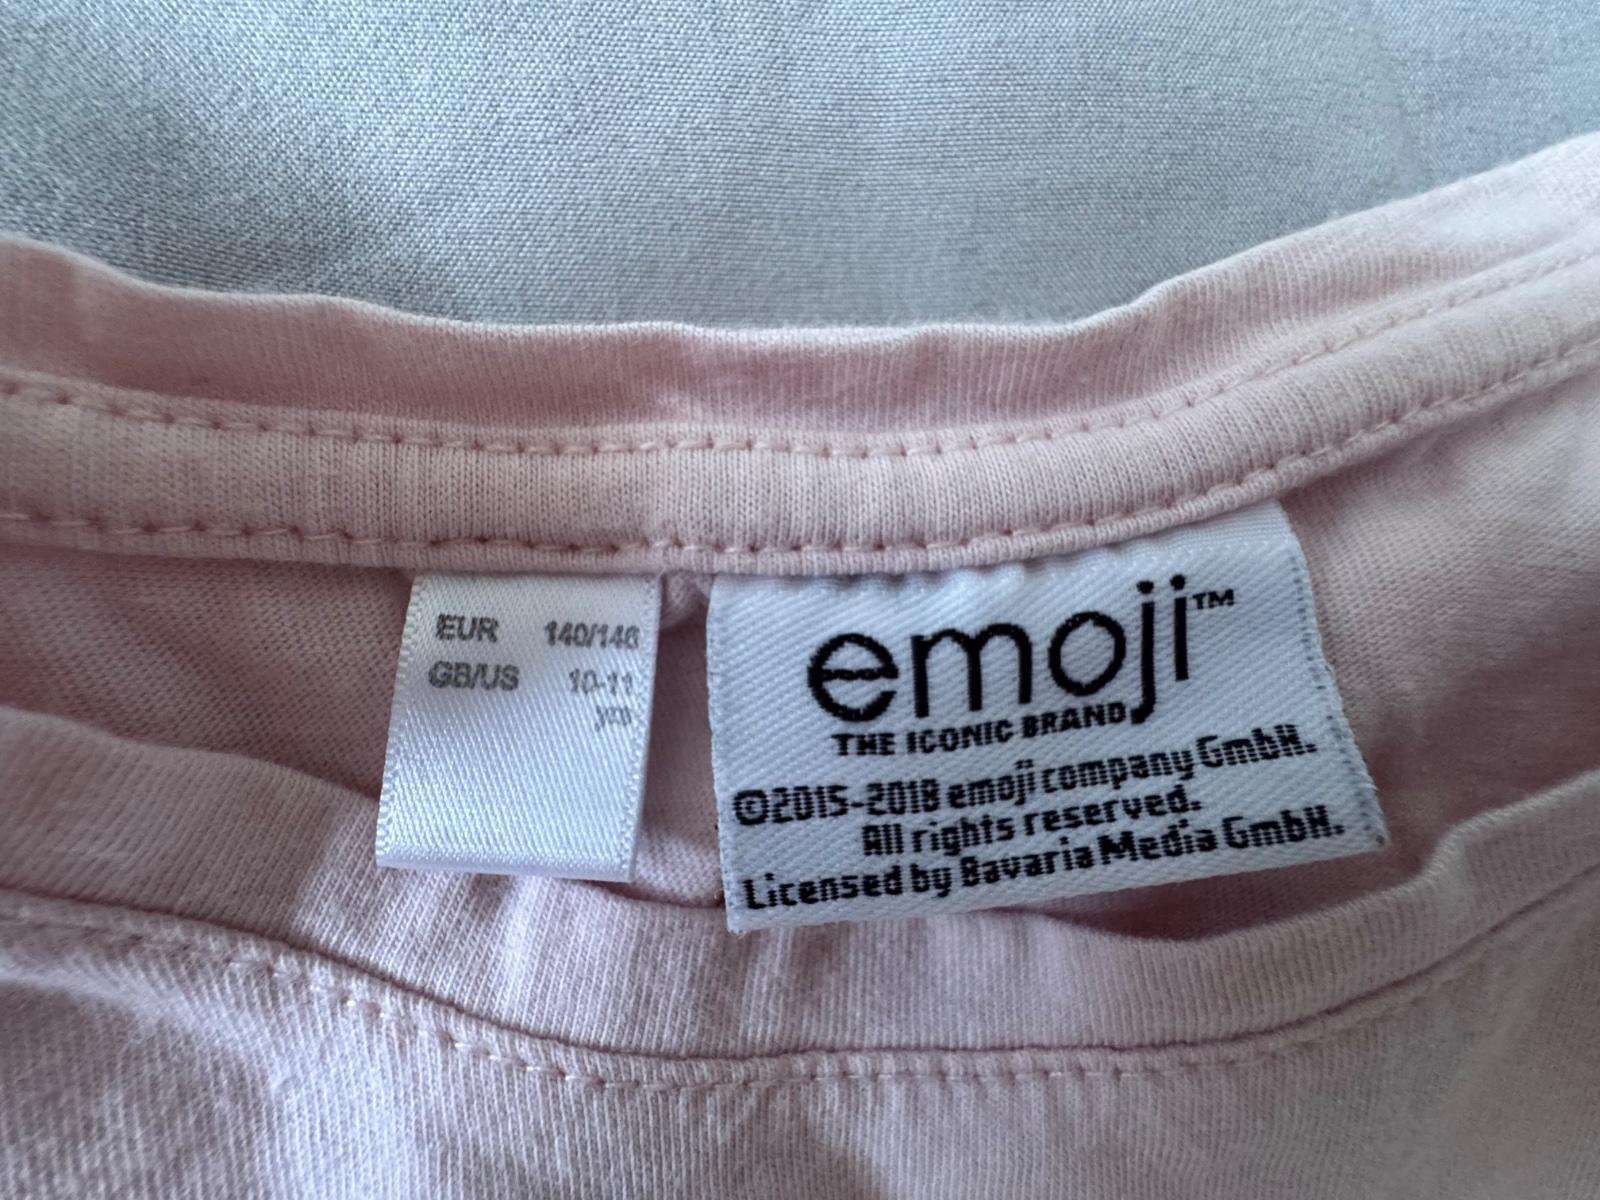 EUR 140/146
GB/US 10-11
yrs
emoji™
THE ICONIC BRAND
©2015-2018 emoji company GmbH.
All rights reserved.
Licensed by Bavaria Media GmbH.